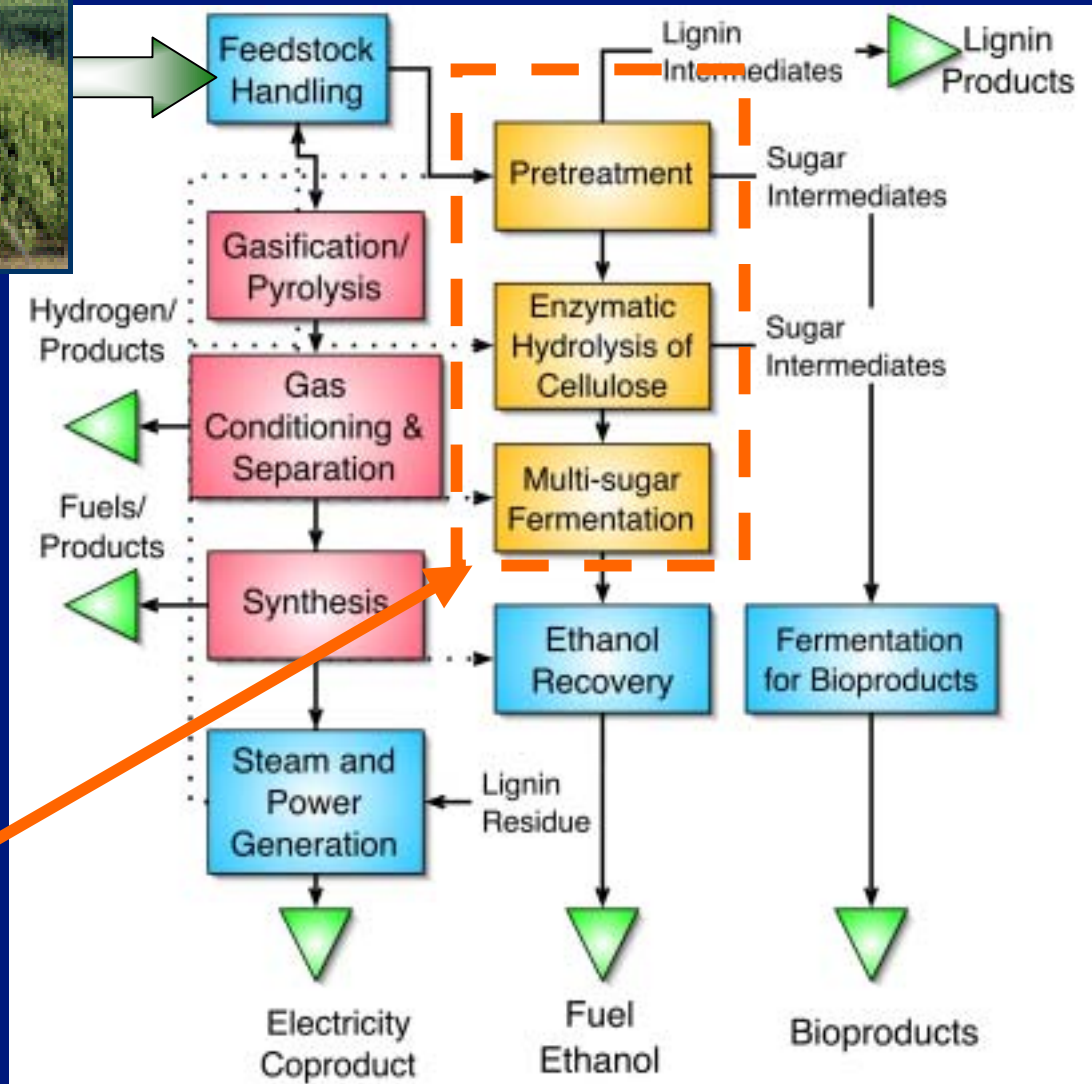 Feedstock
Handling
Lignin
Intermediates
Lignin
Products
Pretreatment
Sugar
Intermediates
Gasification/
Pyrolysis
Hydrogen/
Products
Enzymatic
Hydrolysis of
Cellulose
Sugar
Intermediates
Gas
Conditioning &
Separation
Multi-sugar
Fermentation
Fuels/
Products
Synthesis
Ethanol
Recovery
Fermentation
for Bioproducts
Steam and
Power
Generation
Lignin
Residue
Electricity
Coproduct
Fuel
Ethanol
Bioproducts